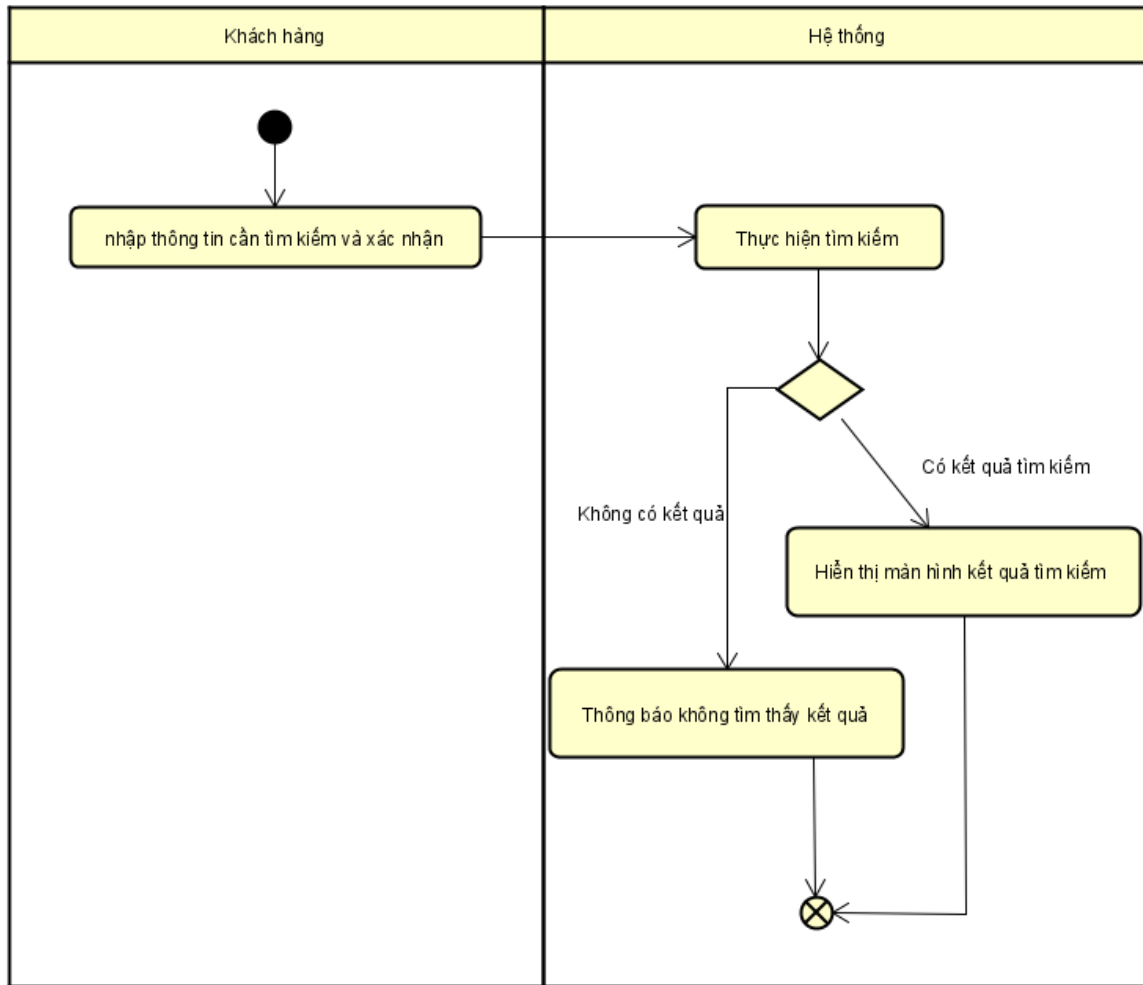 Khách hàng
Hệ thống
nhập thông tin cần tìm kiếm và xác nhận
Thực hiện tìm kiếm
Có kết quả tìm kiếm
Không có kết quả
Hiển thị màn hình kết quả tìm kiếm
Thông báo không tìm thấy kết quả